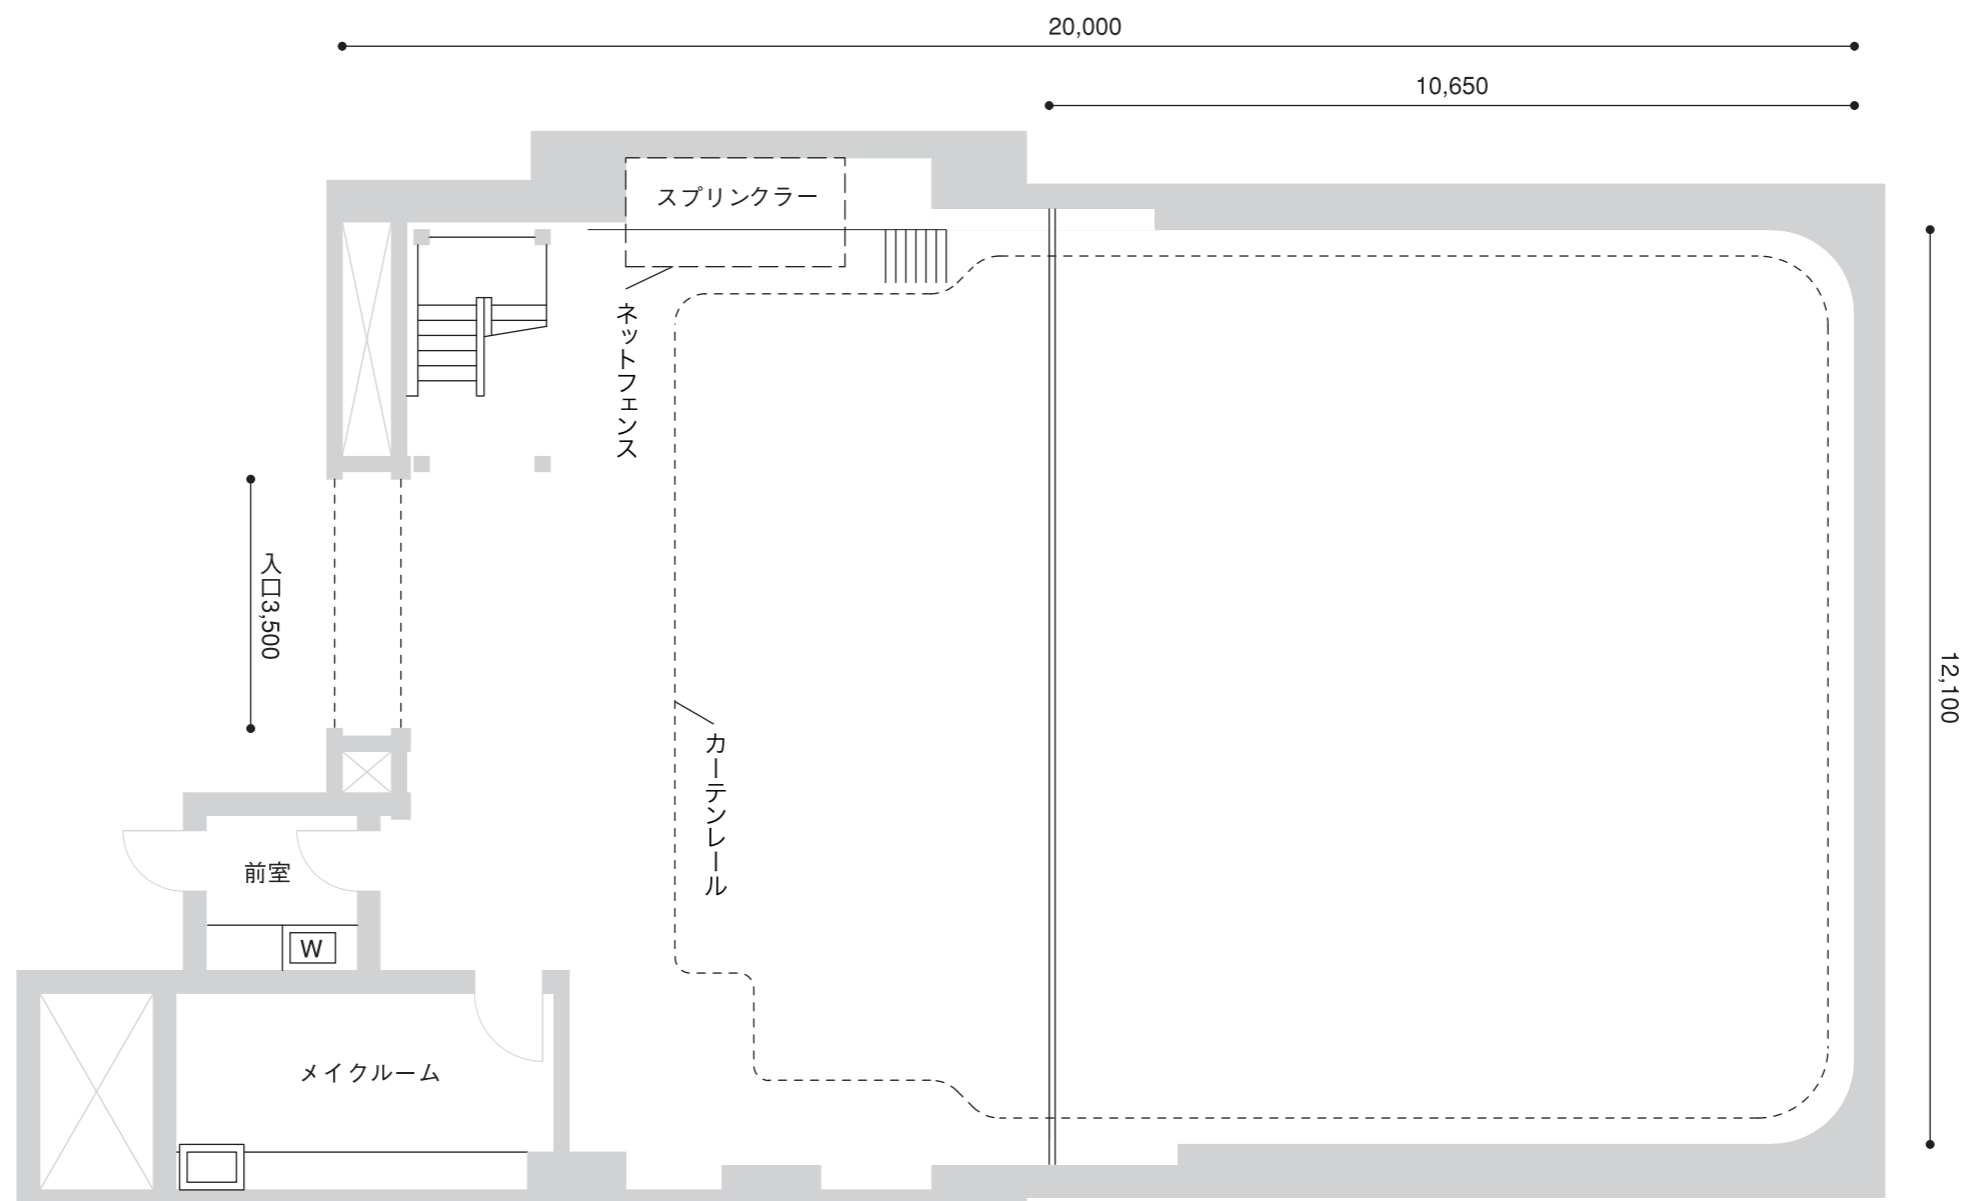 20,000
10,650
スプリンクラー
ネットフェンス
入口3,500
12,100
カーテンレール
前室
W
メイクルーム